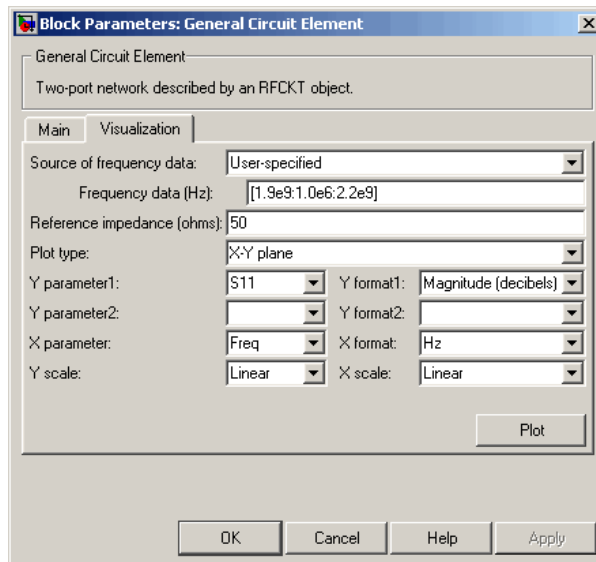 Block Parameters: General Circuit Element
General Circuit Element
Two-port network described by an RFCKT object.
Main Visualization
Source of frequency data: User-specified
Frequency data (Hz): [1.9e9:1.0e6:2.2e9]
Reference impedance (ohms): 50
Plot type: X-Y plane
Y parameter1: S11 Y format1: Magnitude (decibels)
Y parameter2: Y format2:
X parameter: Freq X format: Hz
Y scale: Linear X scale: Linear
Plot
OK Cancel Help Apply